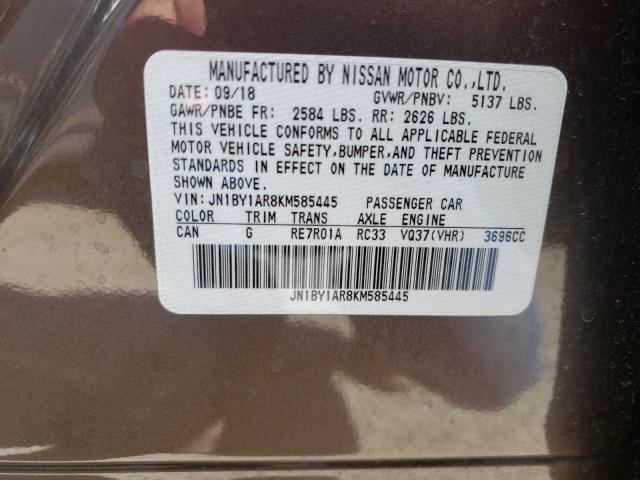 MANUFACTURED BY NISSAN MOTOR CO.,LTD.
DATE: 09/18 GVWR/PNBV: 5137 LBS.
GAWR/PNBE FR: 2584 LBS. RR: 2626 LBS.
THIS VEHICLE CONFORMS TO ALL APPLICABLE FEDERAL
MOTOR VEHICLE SAFETY,BUMPER,AND THEFT PREVENTION
STANDARDS IN EFFECT ON THE DATE OF MANUFACTURE
SHOWN ABOVE.
VIN: JN1BY1AR8KM585445 PASSENGER CAR
COLOR TRIM TRANS AXLE ENGINE
CAN G RE7R01A RC33 VQ37(VHR) 3696CC
JN1BY1AR8KM585445